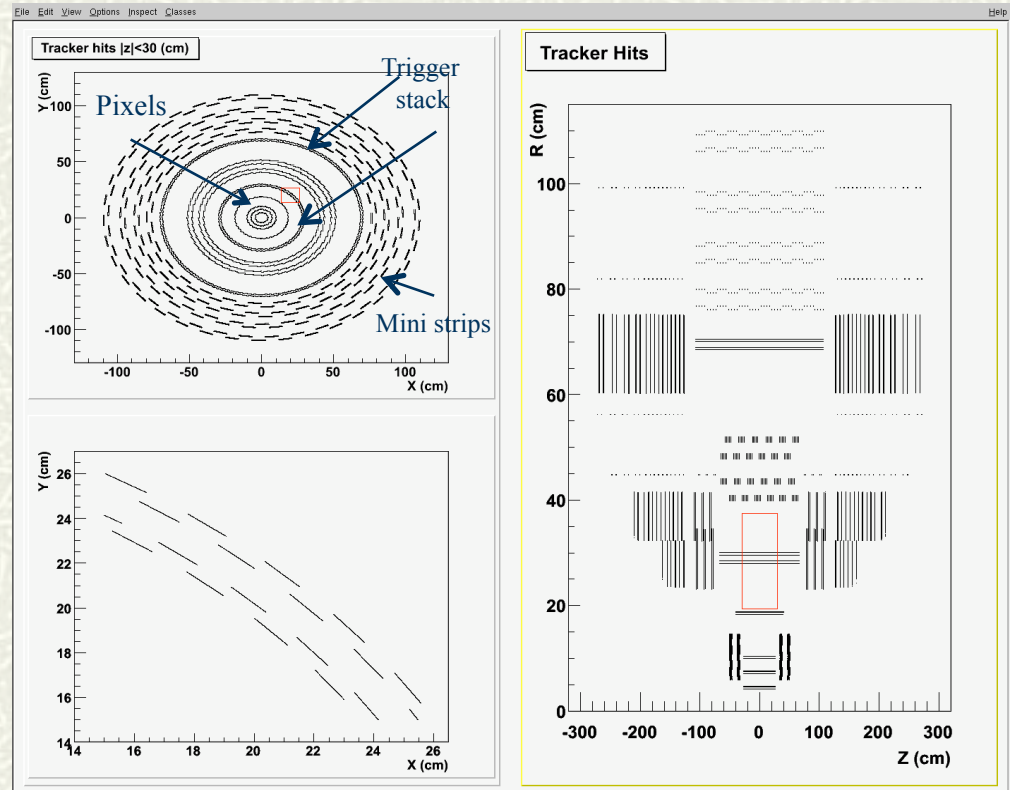 File Edit View Options Inspect Classes Help
Tracker hits |z|<30 (cm)
Trigger
stack
Pixels
Mini strips
Y (cm)
100
50
0
-50
-100
-100 -50 0 50 100
X (cm)
Y (cm)
26
24
22
20
18
16
14
14 16 18 20 22 24 26
X (cm)
Tracker Hits
R (cm)
100
80
60
40
20
0
-300 -200 -100 0 100 200 300
Z (cm)